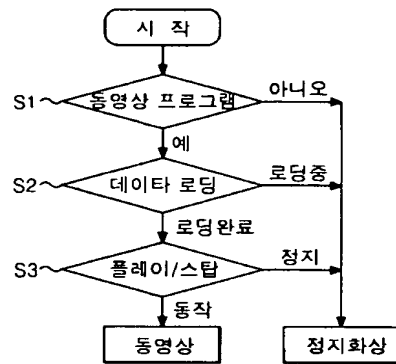 시 작
S1
동영상 프로그램
아니오
예
S2
데이타 로딩
로딩중
로딩완료
S3
플레이/스탑
정지
동작
동영상
정지화상